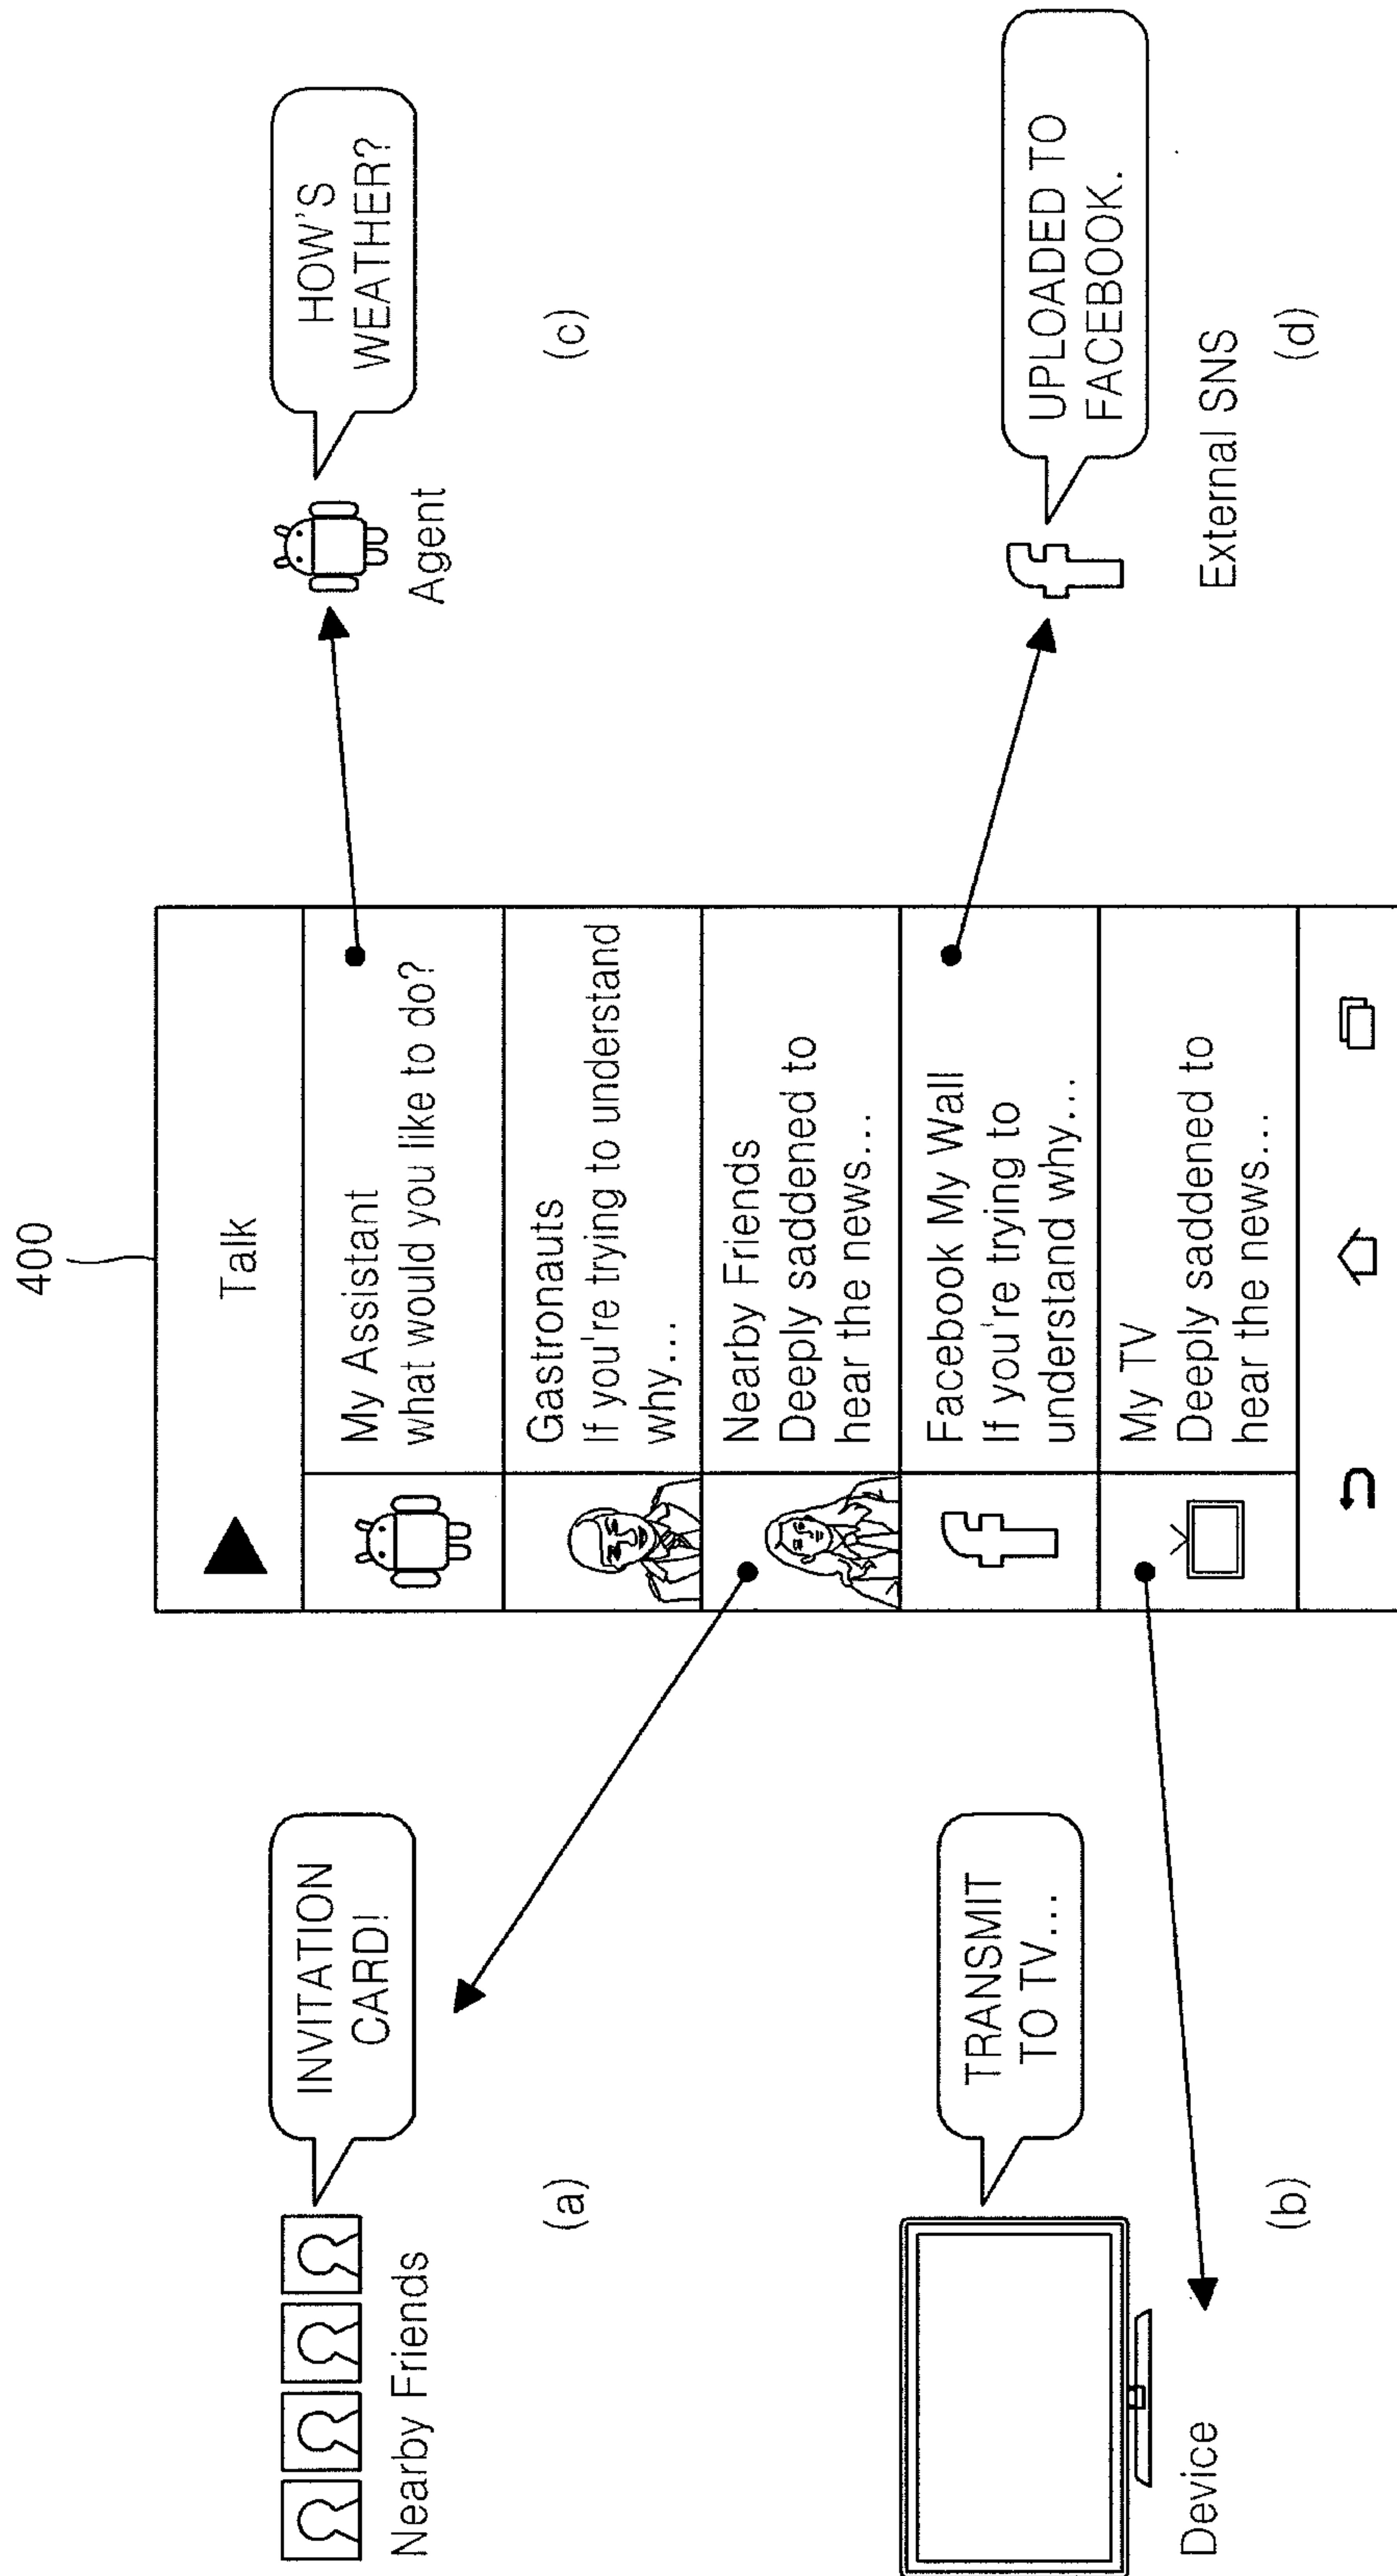 400
INVITATION
CARD!
Nearby Friends
(a)
TRANSMIT
TO TV...
Device
(b)
Talk
My Assistant
what would you like to do?
Gastronauts
If you're trying to understand
why...
Nearby Friends
Deeply saddened to
hear the news...
Facebook My Wall
If you're trying to
understand why...
My TV
Deeply saddened to
hear the news...
HOW'S
WEATHER?
Agent
(c)
UPLOADED TO
FACEBOOK.
External SNS
(d)